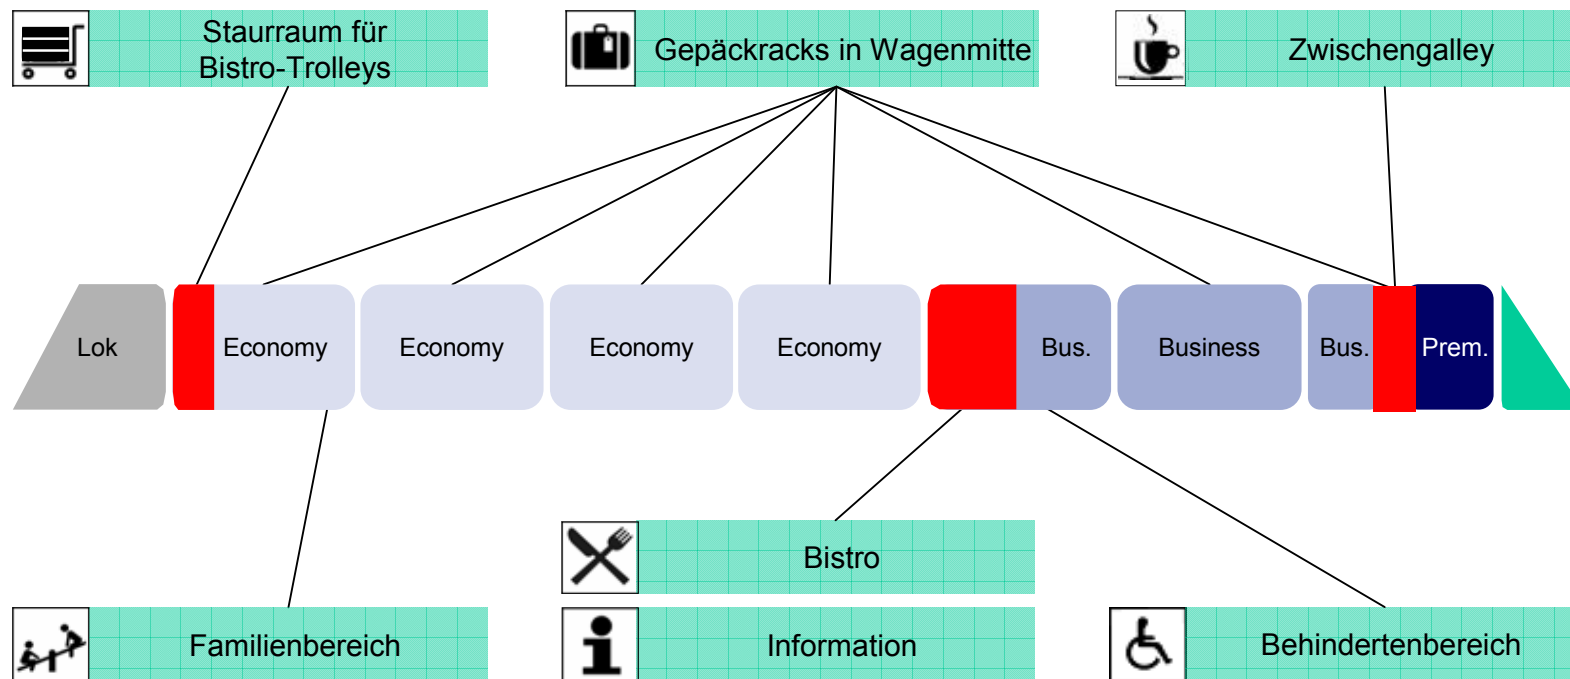 Staurraum für
Bistro-Trolleys
Gepäckracks in Wagenmitte
Zwischengalley
Lok
Economy
Economy
Economy
Economy
Bus.
Business
Bus.
Prem.
Bistro
Familienbereich
Information
Behindertenbereich